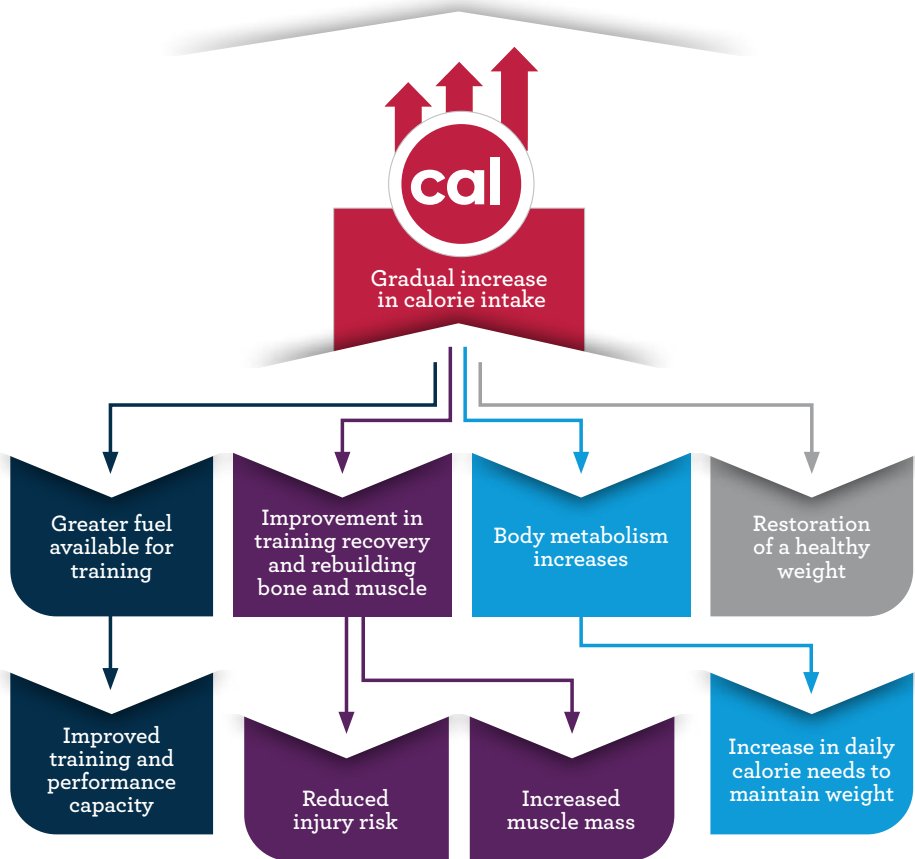 cal
Gradual increase
in calorie intake
Greater fuel
available for
training
Improvement in
training recovery
and rebuilding
bone and muscle
Body metabolism
increases
Restoration
of a healthy
weight
Improved
training and
performance
capacity
Reduced
injury risk
Increased
muscle mass
Increase in daily
calorie needs to
maintain weight